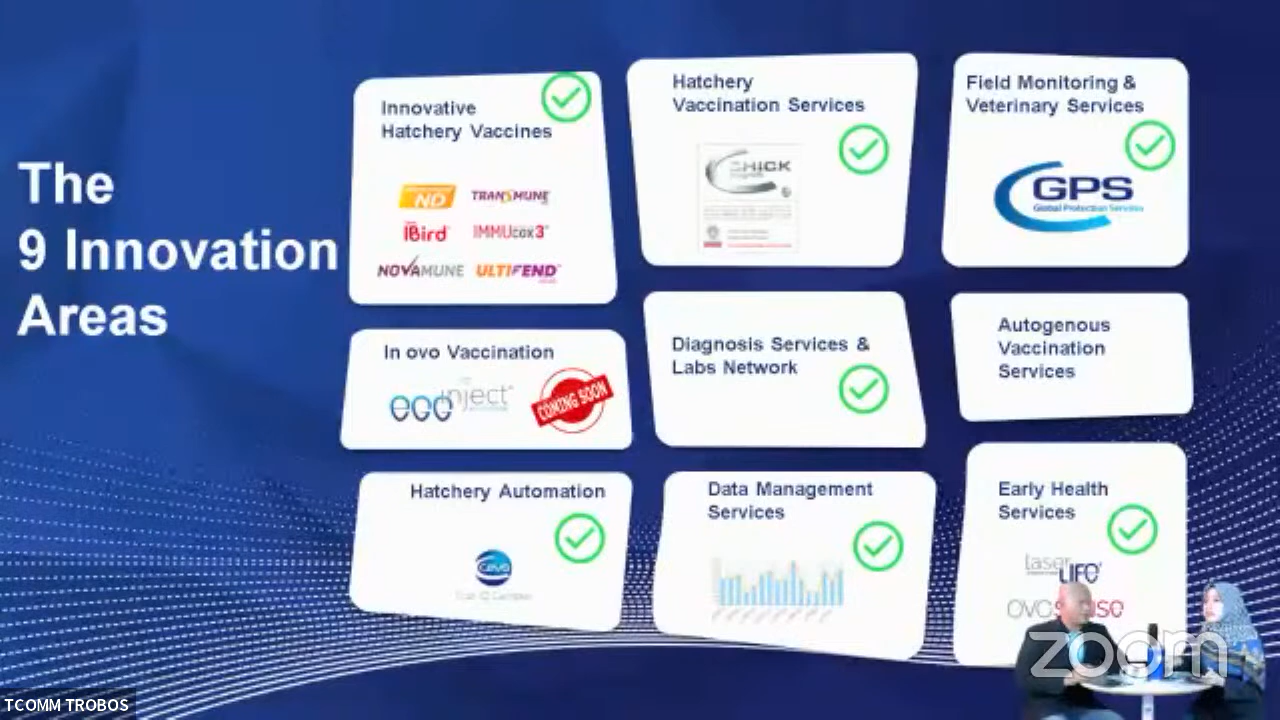 The
9 Innovation
Areas
Innovative
Hatchery Vaccines
ND
TRANSMUNE
iBird
IMMUcox3
NOVAMUNE
ULTIFEND
Hatchery
Vaccination Services
CHICK
Field Monitoring &
Veterinary Services
GPS
Global Protection Services
In ovo Vaccination
inject
COMING SOON
Diagnosis Services &
Labs Network
Autogenous
Vaccination
Services
Hatchery Automation
ceva
Data Management
Services
Early Health
Services
laser
LIFE
zoom
TCOMM TROBOS